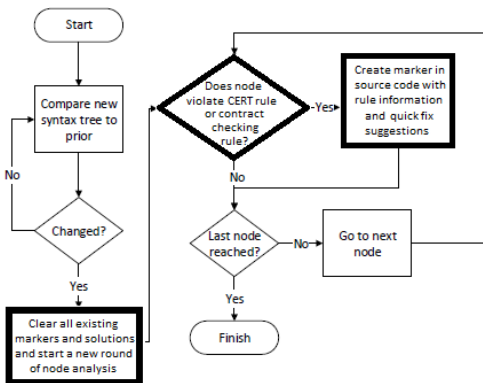 Start
Compare new
syntax tree to
prior
No
Changed?
Yes
Clear all existing
markers and solutions
and start a new round
of node analysis
Does node
violate CERT rule
or contract
checking
rule?
Yes
Create marker in
source code with
rule information
and quick fix
suggestions
No
Last node
reached?
No
Go to next
node
Yes
Finish